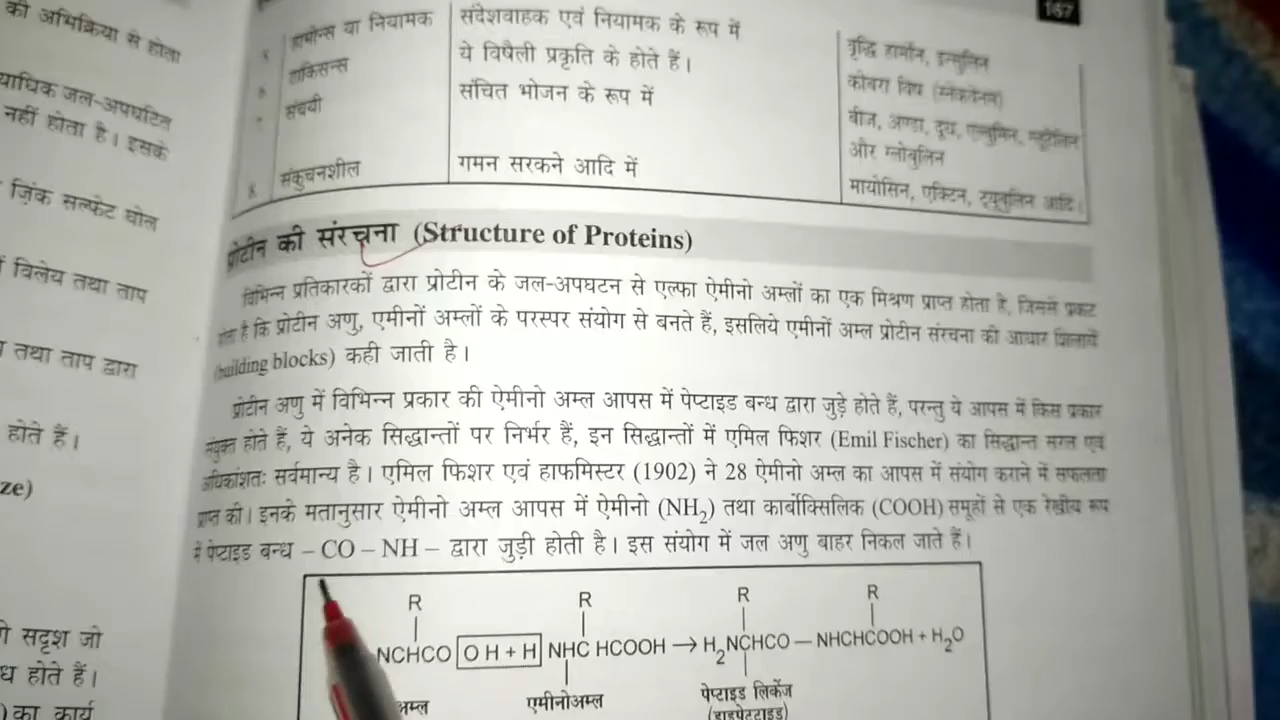 की अभिक्रिया से होता
याधिक जल-अपघटित
नहीं होता है। इसके
ज़िंक सल्फेट घोल
विलेय तथा ताप
तथा ताप द्वारा
होते हैं।
ze)
सदृश जो
होते हैं।
का कार्य
167
हार्मोन्स या नियामक संदेशवाहक एवं नियामक के रूप में वृद्धि हार्मोन, इन्सुलिन
टाकिसन्स ये विषैली प्रकृति के होते हैं। कोबरा विष
संचयी संचित भोजन के रूप में बीज, अण्डा, दूध, एल्बुमिन,
और ग्लोबुलिन
8. संकुचनशील गमन सरकने आदि में मायोसिन, एक्टिन, ट्यूबुलिन आदि।
प्रोटीन की संरचना (Structure of Proteins)
विभिन्न प्रतिकारकों द्वारा प्रोटीन के जल-अपघटन से एल्फा ऐमीनो अम्लों का एक मिश्रण प्राप्त होता है, जिससे प्रकट
होता है कि प्रोटीन अणु, एमीनों अम्लों के परस्पर संयोग से बनते हैं, इसलिये एमीनों अम्ल प्रोटीन संरचना की आधार शिलायें
(building blocks) कही जाती है।
प्रोटीन अणु में विभिन्न प्रकार की ऐमीनो अम्ल आपस में पेप्टाइड बन्ध द्वारा जुड़े होते हैं, परन्तु ये आपस में किस प्रकार
संयुक्त होते हैं, ये अनेक सिद्धान्तों पर निर्भर हैं, इन सिद्धान्तों में एमिल फिशर (Emil Fischer) का सिद्धान्त सरल एवं
अधिकांशतः सर्वमान्य है। एमिल फिशर एवं हाफमिस्टर (1902) ने 28 ऐमीनो अम्ल का आपस में संयोग कराने में सफलता
प्राप्त की। इनके मतानुसार ऐमीनो अम्ल आपस में ऐमीनो (NH₂) तथा कार्बोक्सिलिक (COOH) समूहों से एक रेखीय रूप
में पेप्टाइड बन्ध – CO – NH – द्वारा जुड़ी होती है। इस संयोग में जल अणु बाहर निकल जाते हैं।
R R R R
NCHCO O H + H NHC HCOOH → H₂NCHCO — NHCHCOOH + H₂O
अम्ल एमीनोअम्ल पेप्टाइड लिंकेज
(डाइपेप्टाइड)